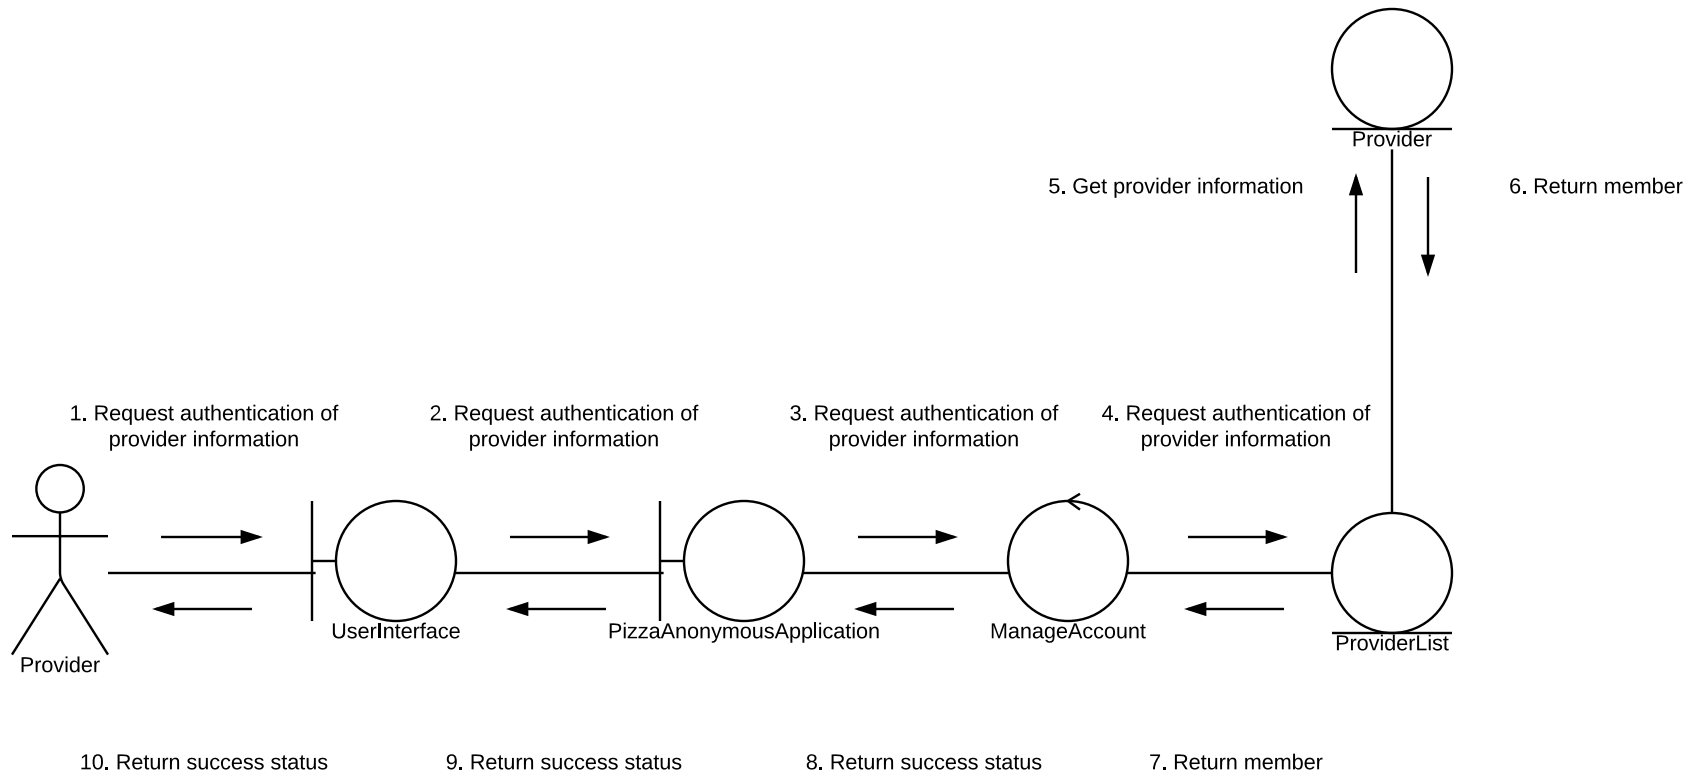 Provider
5. Get provider information
6. Return member
1. Request authentication of
provider information
2. Request authentication of
provider information
3. Request authentication of
provider information
4. Request authentication of
provider information
UserInterface
PizzaAnonymousApplication
ManageAccount
ProviderList
Provider
10. Return success status
9. Return success status
8. Return success status
7. Return member